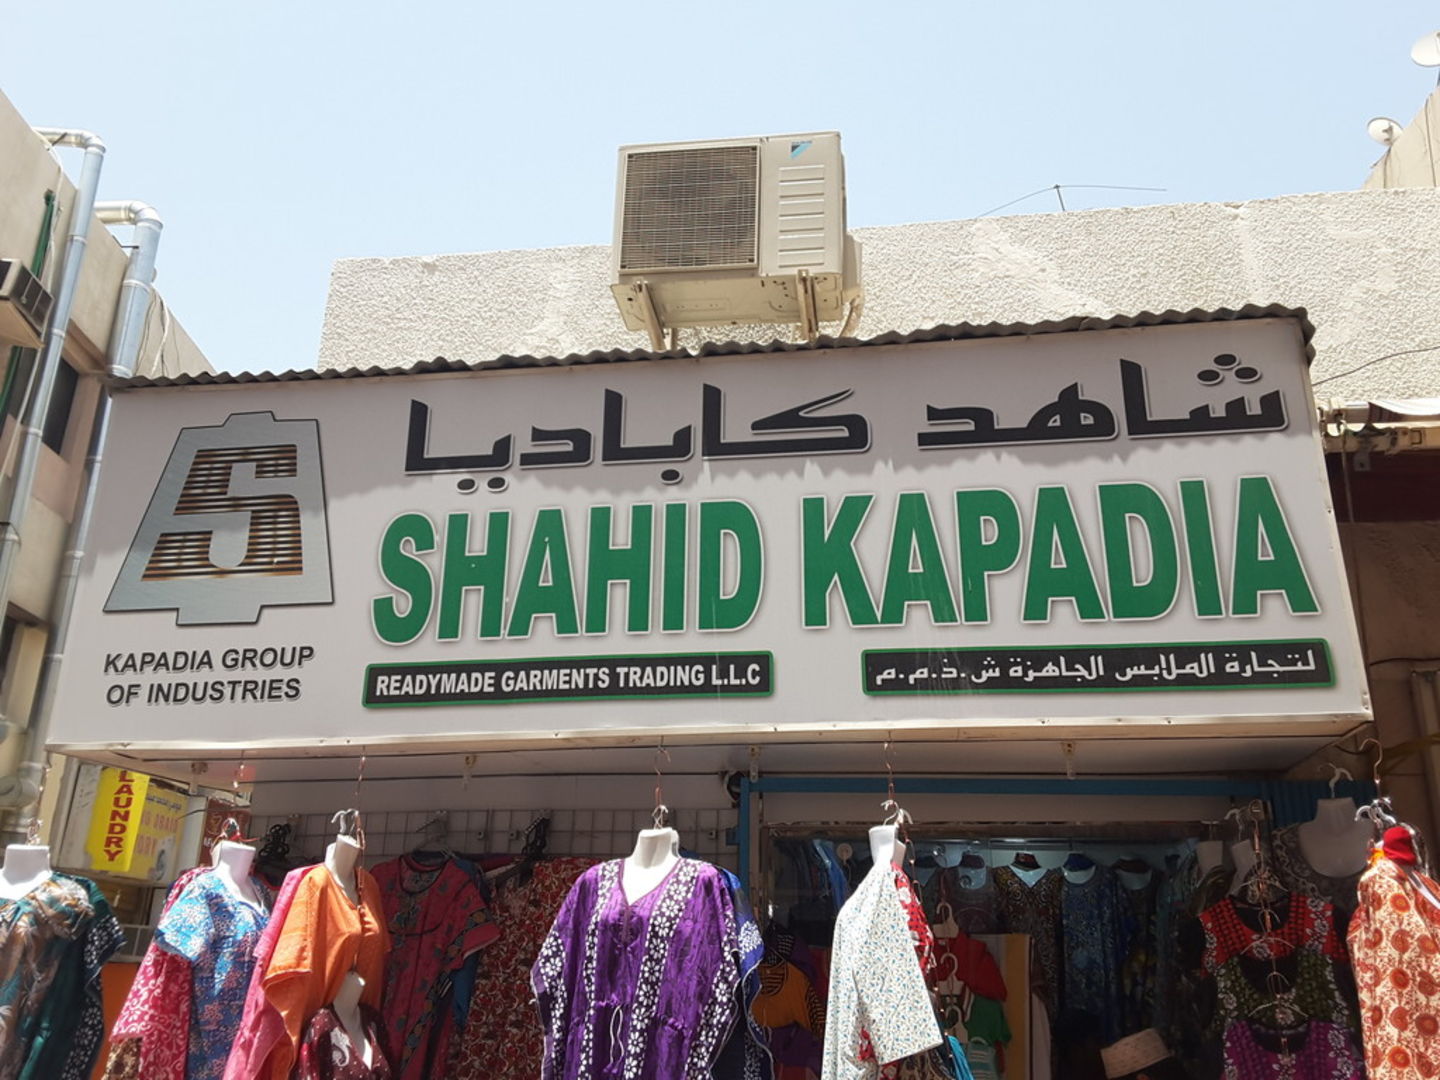 شاهد كاباديا
SHAHID KAPADIA
KAPADIA GROUP
OF INDUSTRIES
READYMADE GARMENTS TRADING L.L.C
لتجارة الملابس الجاهزة ش.ذ.م.م
LAUNDRY